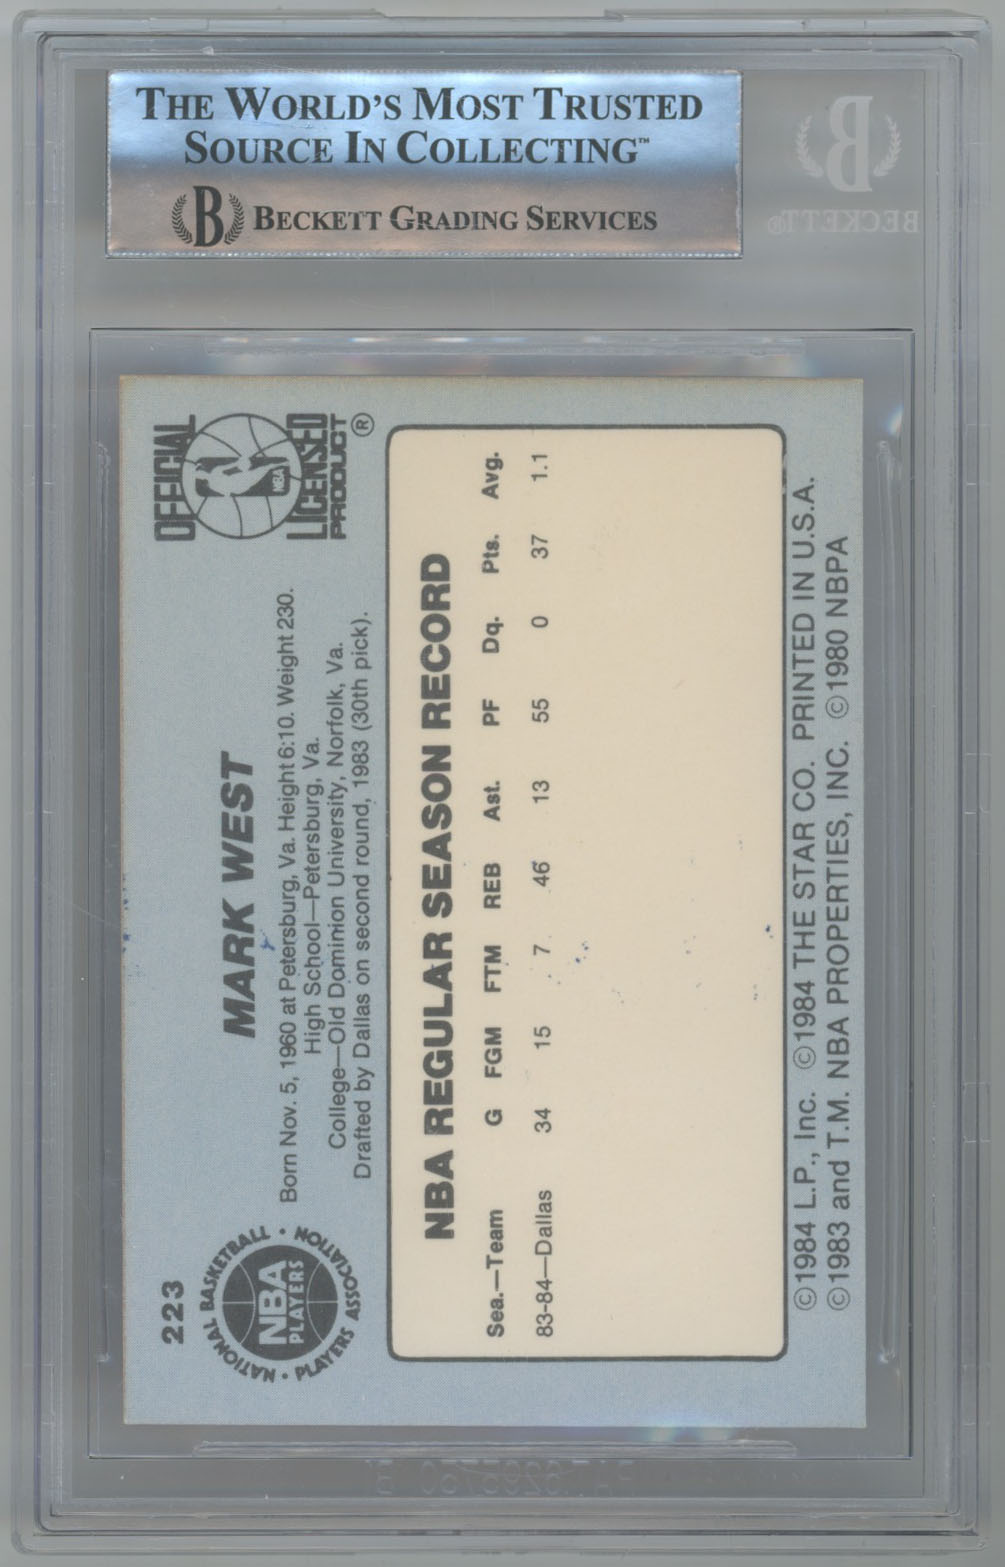 THE WORLD'S MOST TRUSTED
SOURCE IN COLLECTING™
B BECKETT GRADING SERVICES
B
BECKETT®
223
NATIONAL BASKETBALL • PLAYERS ASSOCIATION •
NBA
PLAYERS
MARK WEST
Born Nov. 5, 1960 at Petersburg, Va. Height 6:10. Weight 230.
High School—Petersburg, Va.
College—Old Dominion University, Norfolk, Va.
Drafted by Dallas on second round, 1983 (30th pick).
OFFICIAL
NBA
LICENSED
PRODUCT ®
NBA REGULAR SEASON RECORD
Sea.—Team G FGM FTM REB Ast. PF Dq. Pts. Avg.
83-84—Dallas 34 15 7 46 13 55 0 37 1.1
©1984 L.P., Inc. ©1984 THE STAR CO. PRINTED IN U.S.A.
©1983 and T.M. NBA PROPERTIES, INC. ©1980 NBPA